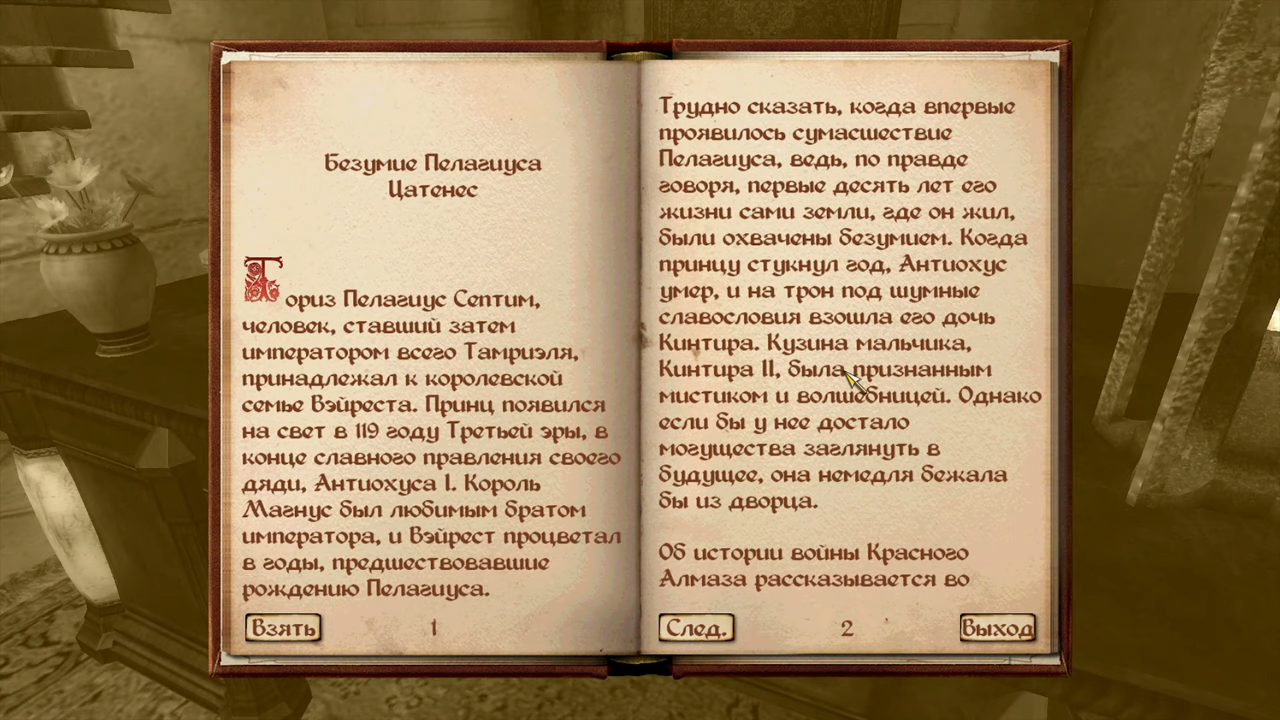 Безумие Пелагиуса
Цатенес
Ториз Пелагиус Септим,
человек, ставший затем
императором всего Тамриэля,
принадлежал к королевской
семье Вэйреста. Принц появился
на свет в 119 году Третьей эры, в
конце славного правления своего
дяди, Антиохуса I. Король
Магнус был любимым братом
императора, и Вэйрест процветал
в годы, предшествовавшие
рождению Пелагиуса.
Взять
1
Трудно сказать, когда впервые
проявилось сумасшествие
Пелагиуса, ведь, по правде
говоря, первые десять лет его
жизни сами земли, где он жил,
были охвачены безумием. Когда
принцу стукнул год, Антиохус
умер, и на трон под шумные
славословия взошла его дочь
Кинтира. Кузина мальчика,
Кинтира II, была признанным
мистиком и волшебницей. Однако
если бы у нее достало
могущества заглянуть в
будущее, она немедля бежала
бы из дворца.
Об истории войны Красного
Алмаза рассказывается во
След.
2
Выход